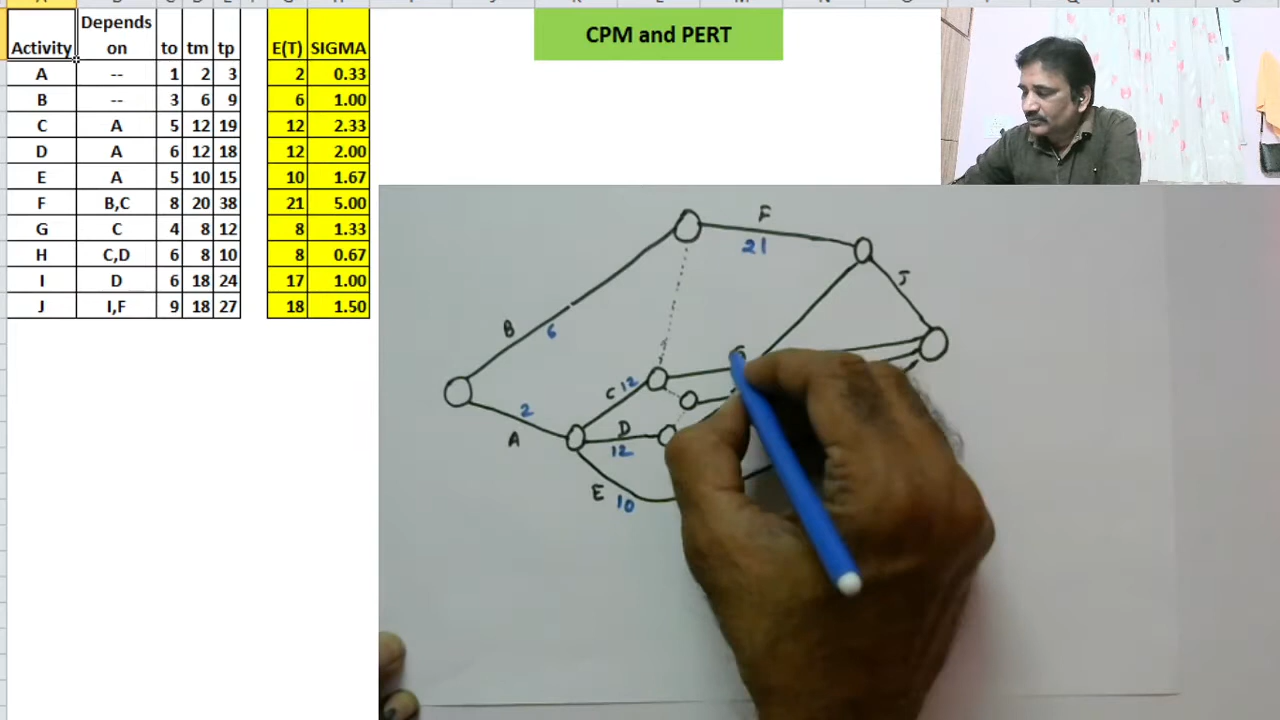 CPM and PERT
Activity Depends on to tm tp E(T) SIGMA
A -- 1 2 3 2 0.33
B -- 3 6 9 6 1.00
C A 5 12 19 12 2.33
D A 6 12 18 12 2.00
E A 5 10 15 10 1.67
F B,C 8 20 38 21 5.00
G C 4 8 12 8 1.33
H C,D 6 8 10 8 0.67
I D 6 18 24 17 1.00
J I,F 9 18 27 18 1.50
F
21
J
B
6
C 12
2
A
D
12
E
10